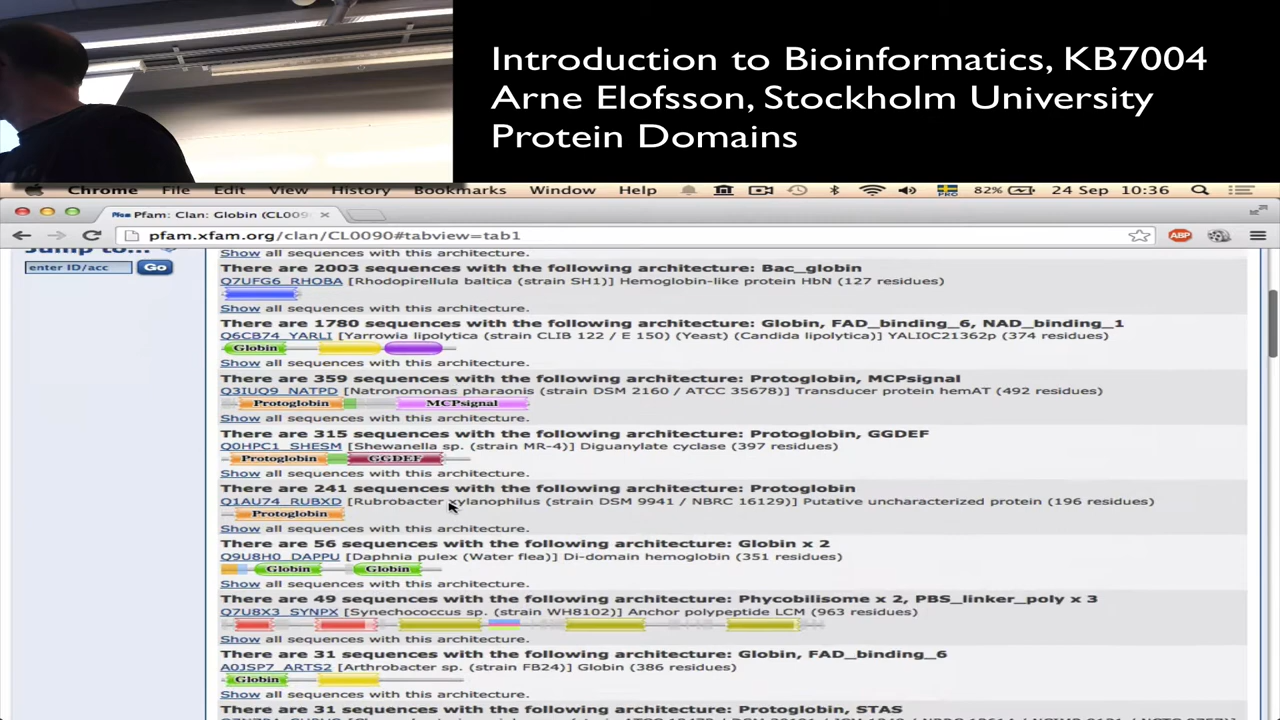 Introduction to Bioinformatics, KB7004
Arne Elofsson, Stockholm University
Protein Domains
Chrome File Edit View History Bookmarks Window Help 82% 24 Sep 10:36
Pfam: Clan: Globin (CL009
pfam.xfam.org/clan/CL0090#tabview=tab1
ABP
Jump to...
enter ID/acc Go
Show all sequences with this architecture.
There are 2003 sequences with the following architecture: Bac_globin
Q7UFG6_RHOBA [Rhodopirellula baltica (strain SH1)] Hemoglobin-like protein HbN (127 residues)
Show all sequences with this architecture.
There are 1780 sequences with the following architecture: Globin, FAD_binding_6, NAD_binding_1
Q6CB74_YARLI [Yarrowia lipolytica (strain CLIB 122 / E 150) (Yeast) (Candida lipolytica)] YALI0C21362p (374 residues)
Globin
Show all sequences with this architecture.
There are 359 sequences with the following architecture: Protoglobin, MCPsignal
Q3IUQ9_NATPD [Natronomonas pharaonis (strain DSM 2160 / ATCC 35678)] Transducer protein hemAT (492 residues)
Protoglobin MCPsignal
Show all sequences with this architecture.
There are 315 sequences with the following architecture: Protoglobin, GGDEF
Q0HPC1_SHESM [Shewanella sp. (strain MR-4)] Diguanylate cyclase (397 residues)
Protoglobin GGDEF
Show all sequences with this architecture.
There are 241 sequences with the following architecture: Protoglobin
Q1AU74_RUBXD [Rubrobacter xylanophilus (strain DSM 9941 / NBRC 16129)] Putative uncharacterized protein (196 residues)
Protoglobin
Show all sequences with this architecture.
There are 56 sequences with the following architecture: Globin x 2
Q9U8H0_DAPPU [Daphnia pulex (Water flea)] Di-domain hemoglobin (351 residues)
Globin Globin
Show all sequences with this architecture.
There are 49 sequences with the following architecture: Phycobilisome x 2, PBS_linker_poly x 3
Q7U8X3_SYNPX [Synechococcus sp. (strain WH8102)] Anchor polypeptide LCM (963 residues)
Show all sequences with this architecture.
There are 31 sequences with the following architecture: Globin, FAD_binding_6
A0JSP7_ARTS2 [Arthrobacter sp. (strain FB24)] Globin (386 residues)
Globin
Show all sequences with this architecture.
There are 31 sequences with the following architecture: Protoglobin, STAS